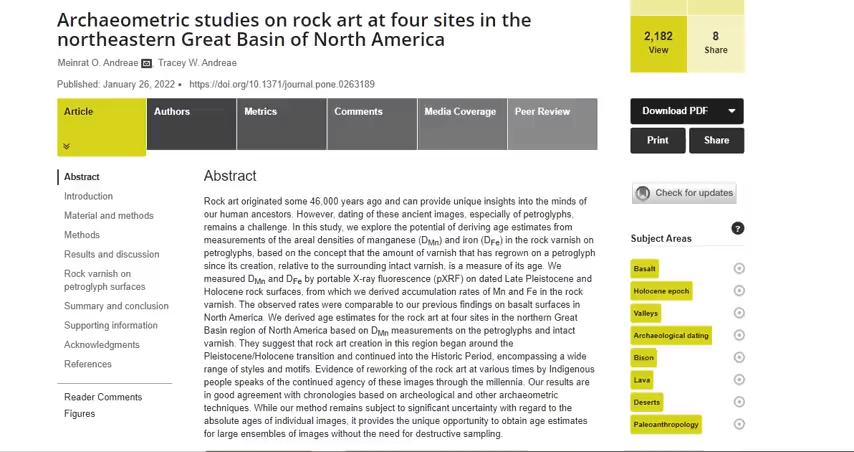 Archaeometric studies on rock art at four sites in the
northeastern Great Basin of North America
Meinrat O. Andreae, Tracey W. Andreae
Published: January 26, 2022 • https://doi.org/10.1371/journal.pone.0263189
2,182
View
8
Share
Article
Authors
Metrics
Comments
Media Coverage
Peer Review
Download PDF
Print
Share
Check for updates
Abstract
Introduction
Material and methods
Methods
Results and discussion
Rock varnish on
petroglyph surfaces
Summary and conclusion
Supporting information
Acknowledgments
References
Reader Comments
Figures
Abstract
Rock art originated some 46,000 years ago and can provide unique insights into the minds of
our human ancestors. However, dating of these ancient images, especially of petroglyphs,
remains a challenge. In this study, we explore the potential of deriving age estimates from
measurements of the areal densities of manganese (DMn) and iron (DFe) in the rock varnish on
petroglyphs, based on the concept that the amount of varnish that has regrown on a petroglyph
since its creation, relative to the surrounding intact varnish, is a measure of its age. We
measured DMn and DFe by portable X-ray fluorescence (pXRF) on dated Late Pleistocene and
Holocene rock surfaces, from which we derived accumulation rates of Mn and Fe in the rock
varnish. The observed rates were comparable to our previous findings on basalt surfaces in
North America. We derived age estimates for the rock art at four sites in the northern Great
Basin region of North America based on DMn measurements on the petroglyphs and intact
varnish. They suggest that rock art creation in this region began around the
Pleistocene/Holocene transition and continued into the Historic Period, encompassing a wide
range of styles and motifs. Evidence of reworking of the rock art at various times by Indigenous
people speaks of the continued agency of these images through the millennia. Our results are
in good agreement with chronologies based on archeological and other archaeometric
techniques. While our method remains subject to significant uncertainty with regard to the
absolute ages of individual images, it provides the unique opportunity to obtain age estimates
for large ensembles of images without the need for destructive sampling.
?
Subject Areas
Basalt
Holocene epoch
Valleys
Archaeological dating
Bison
Lava
Deserts
Paleoanthropology